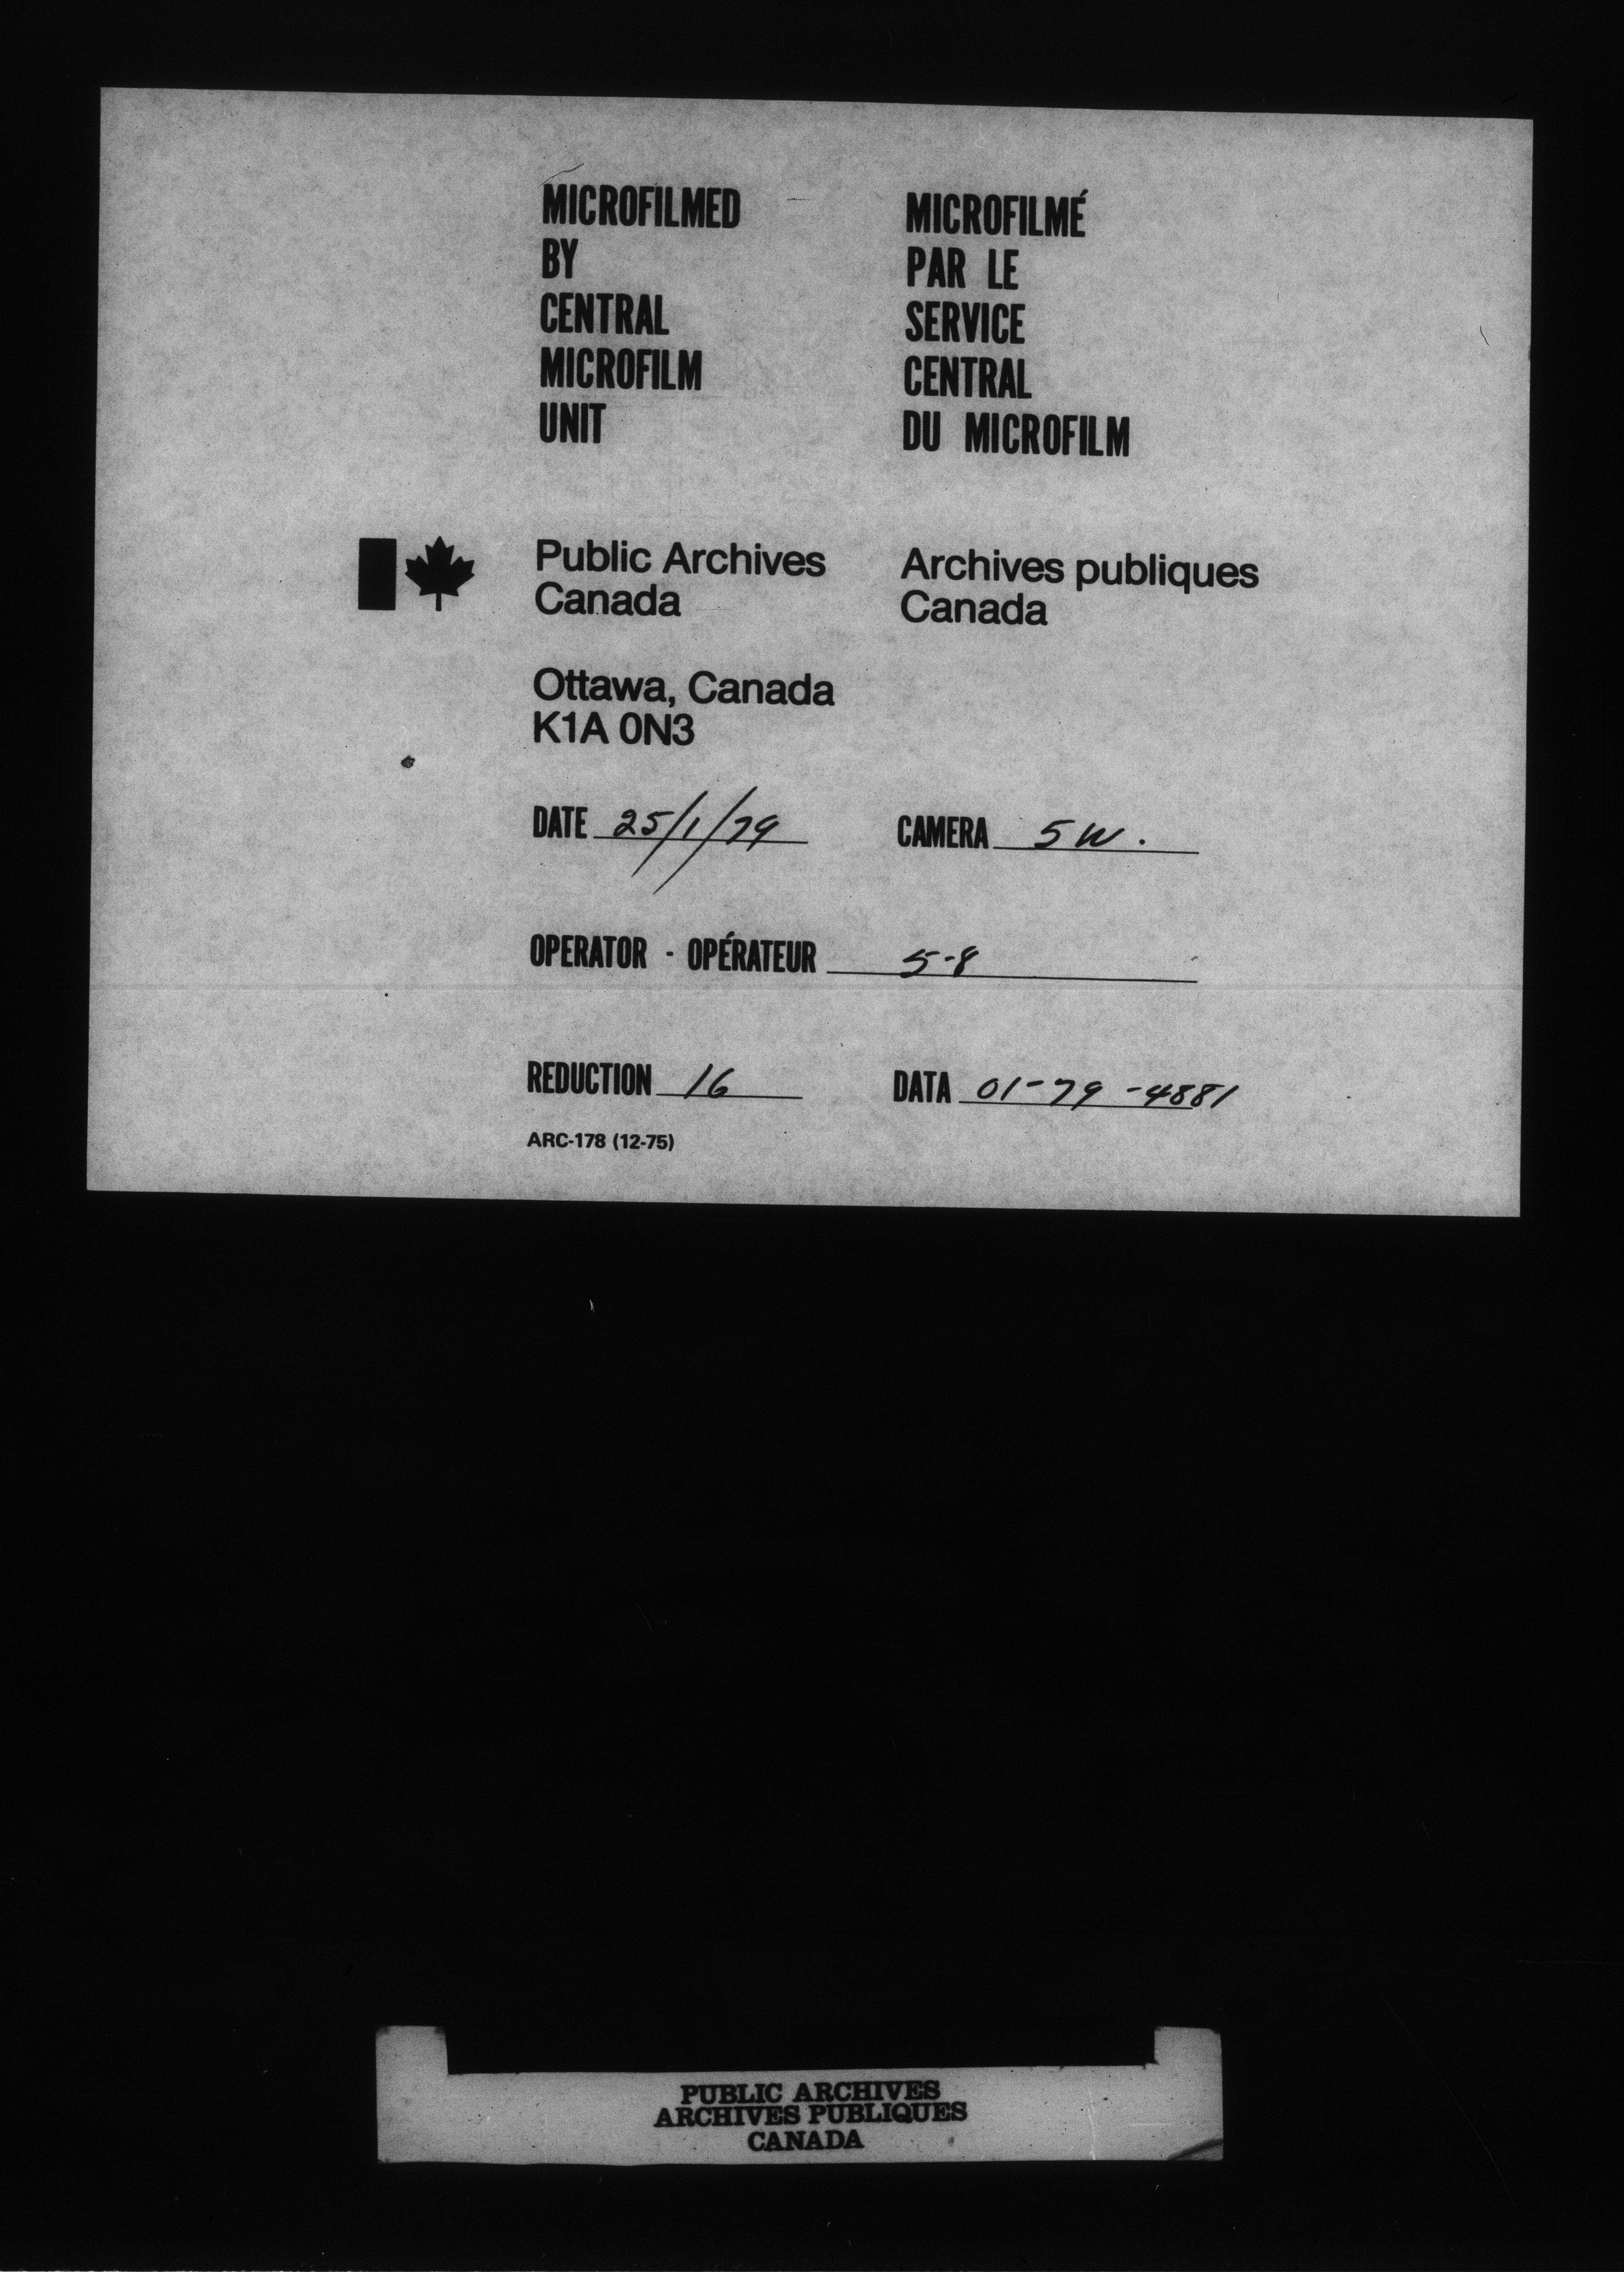 MICROFILMED
BY
CENTRAL
MICROFILM
UNIT
MICROFILMÉ
PAR LE
SERVICE
CENTRAL
DU MICROFILM
Public Archives
Canada
Archives publiques
Canada
Ottawa, Canada
K1A 0N3
DATE 25/1/79
CAMERA 5W.
OPERATOR - OPÉRATEUR 5-8
REDUCTION 16
DATA 01-79-4881
ARC-178 (12-75)
PUBLIC ARCHIVES
ARCHIVES PUBLIQUES
CANADA